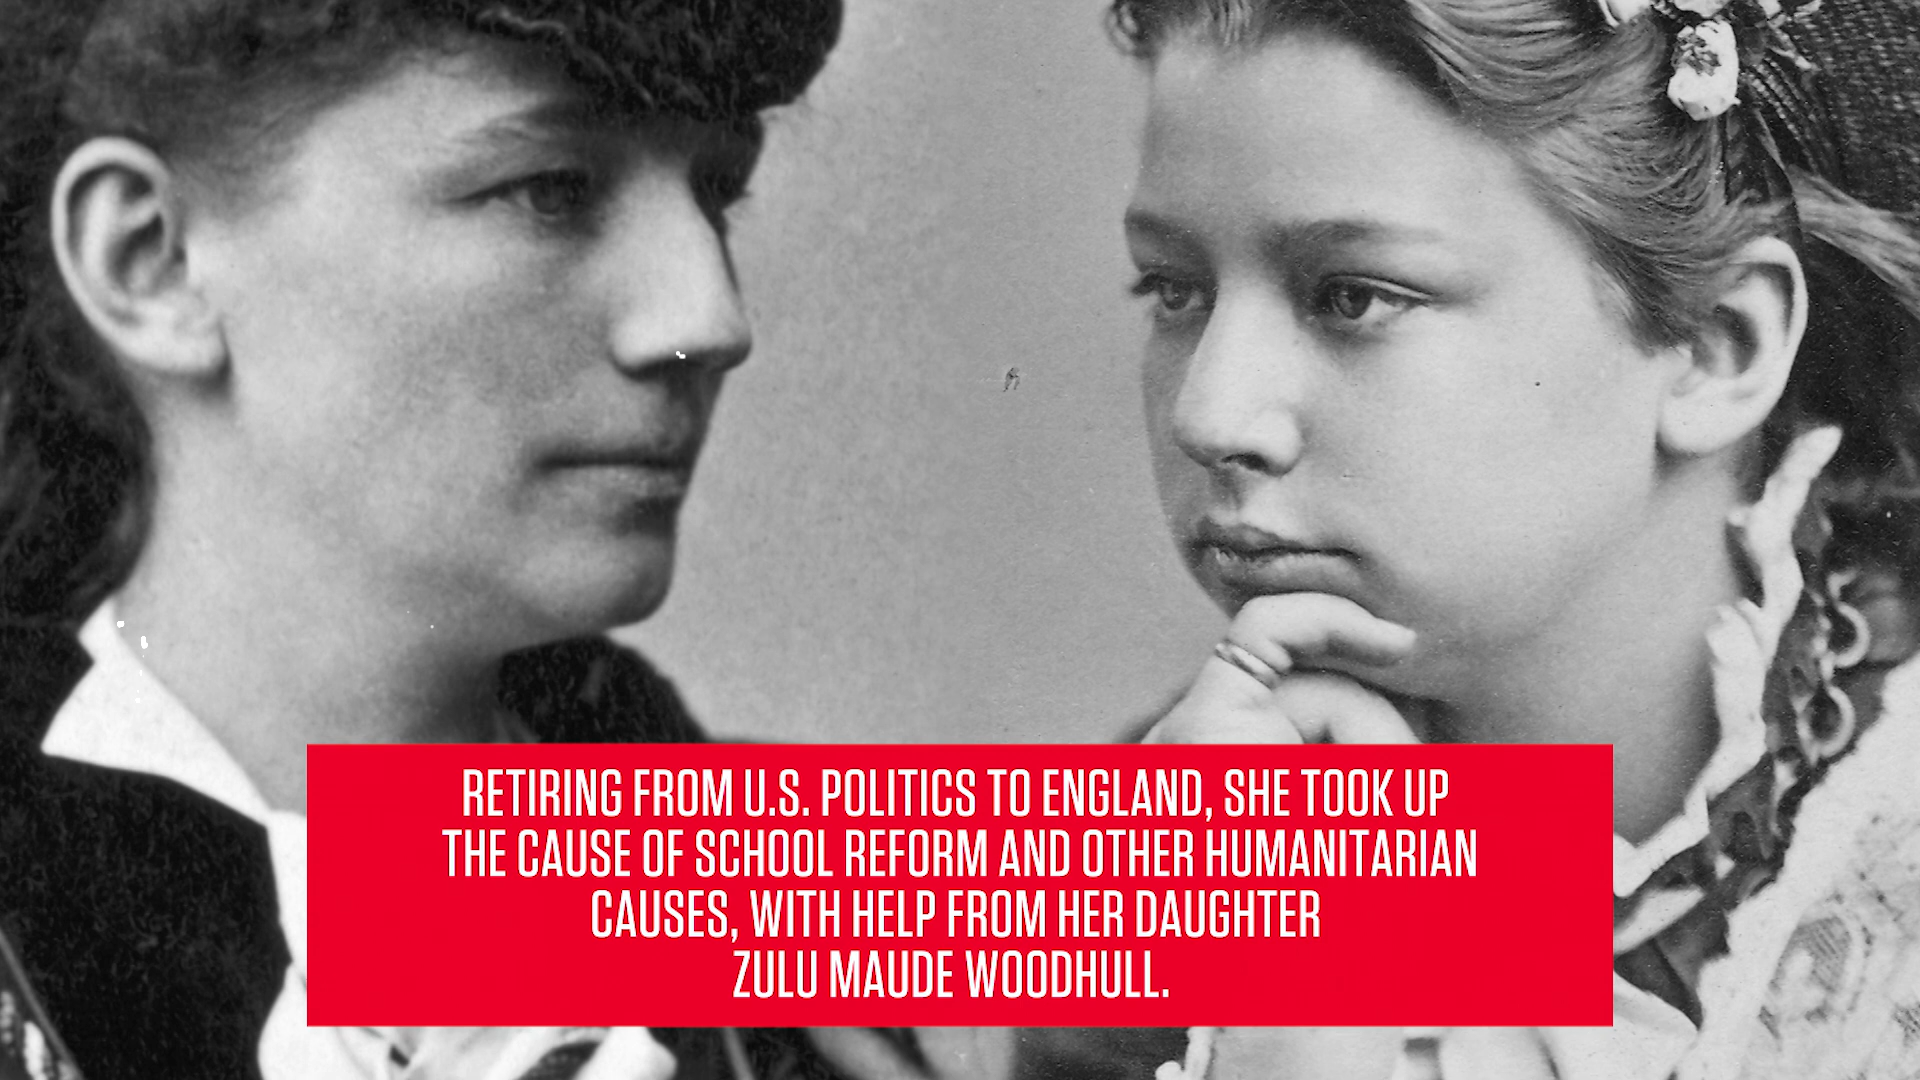 RETIRING FROM U.S. POLITICS TO ENGLAND, SHE TOOK UP
THE CAUSE OF SCHOOL REFORM AND OTHER HUMANITARIAN
CAUSES, WITH HELP FROM HER DAUGHTER
ZULU MAUDE WOODHULL.